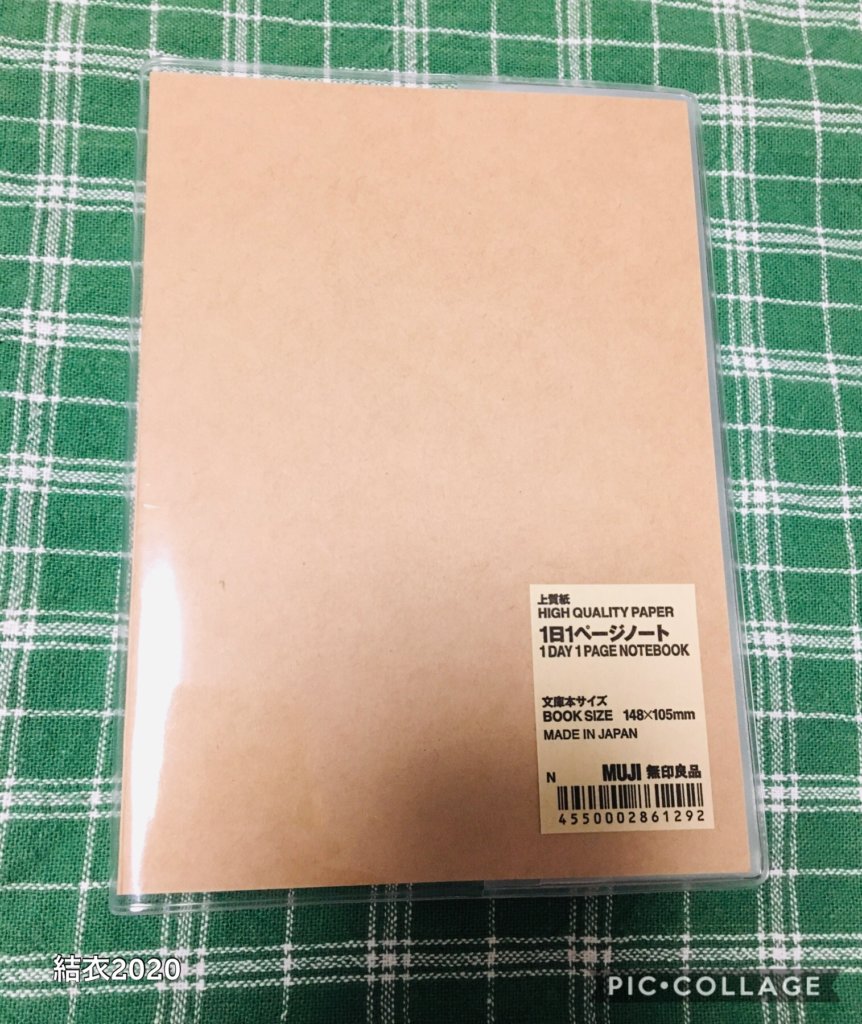 上質紙
HIGH QUALITY PAPER
1日1ページノート
1 DAY 1 PAGE NOTEBOOK
文庫本サイズ
BOOK SIZE 148×105mm
MADE IN JAPAN
N MUJI 無印良品
4550002861292
結衣2020
PIC•COLLAGE